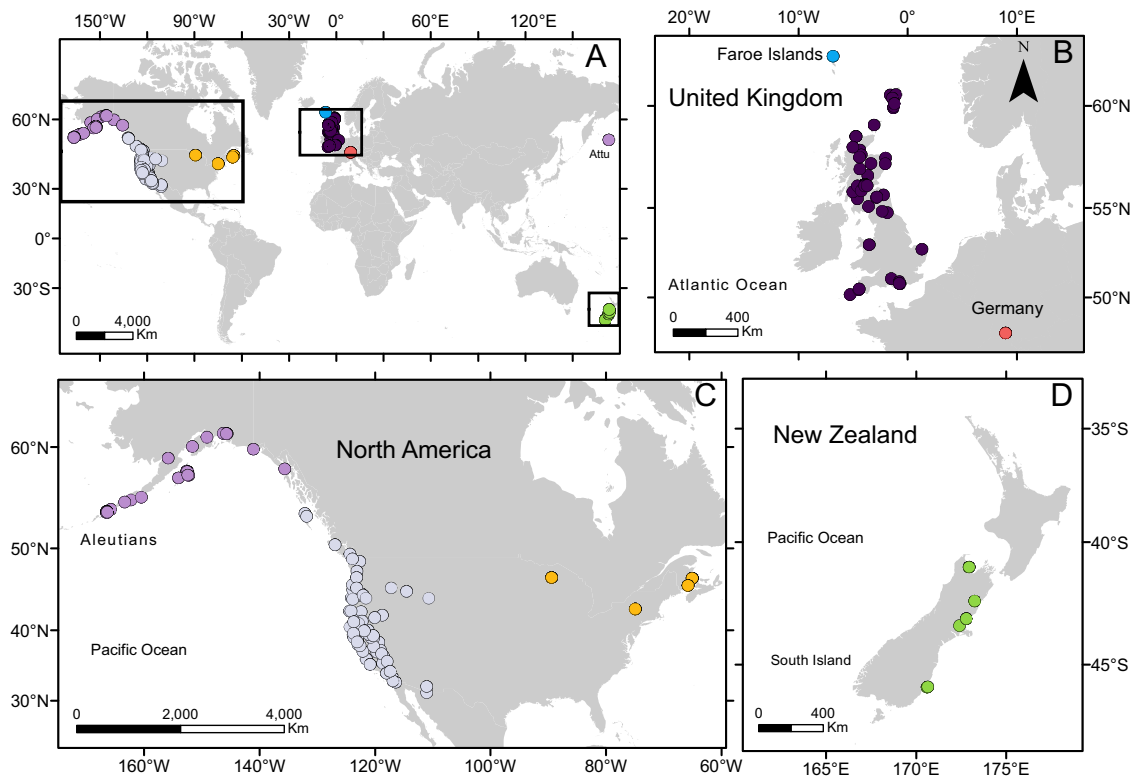 150°W 90°W 30°W 0° 30°E 120°E
A
60°N
30°N
0°
30°S
Attu
0 4,000
Km
20°W 10°W 0° 10°E
Faroe Islands
N
B
United Kingdom
60°N
55°N
50°N
Atlantic Ocean
0 400
Km
Germany
C
North America
60°N
50°N
40°N
30°N
Aleutians
Pacific Ocean
0 2,000 4,000
Km
160°W 140°W 120°W 100°W 80°W 60°W
D
New Zealand
35°S
40°S
45°S
Pacific Ocean
South Island
0 400
Km
165°E 170°E 175°E